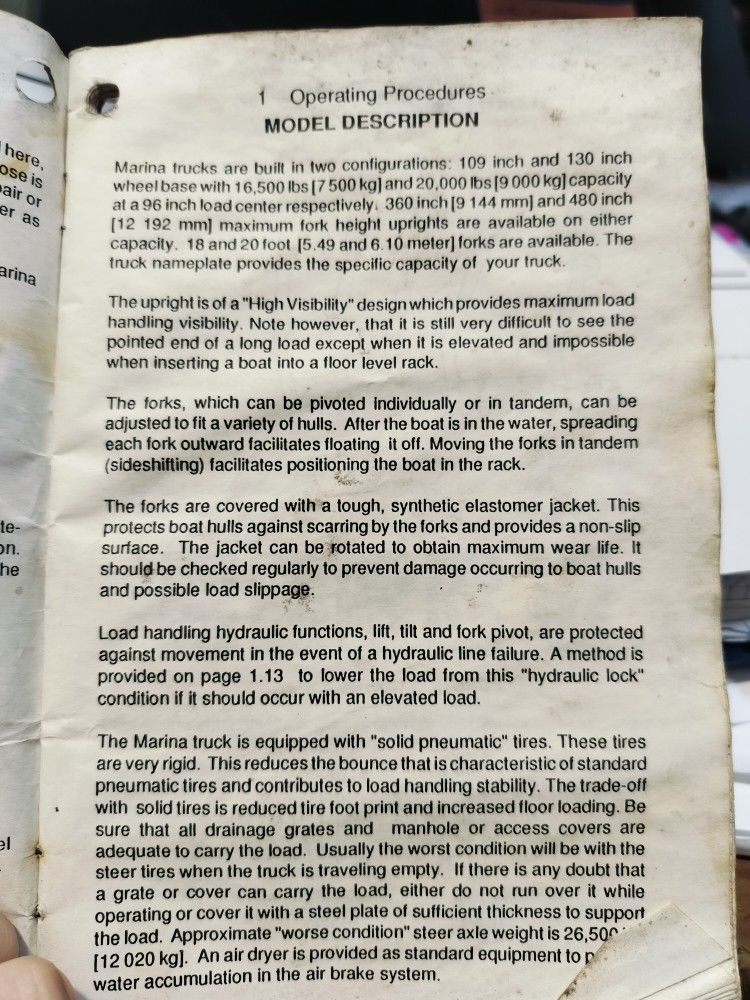 here,
ose is
air or
er as
arina
te-
on.
he
el
1 Operating Procedures
MODEL DESCRIPTION
Marina trucks are built in two configurations: 109 inch and 130 inch
wheel base with 16,500 lbs [7 500 kg] and 20,000 lbs [9 000 kg] capacity
at a 96 inch load center respectively. 360 inch [9 144 mm] and 480 inch
[12 192 mm] maximum fork height uprights are available on either
capacity. 18 and 20 foot [5.49 and 6.10 meter] forks are available. The
truck nameplate provides the specific capacity of your truck.
The upright is of a "High Visibility" design which provides maximum load
handling visibility. Note however, that it is still very difficult to see the
pointed end of a long load except when it is elevated and impossible
when inserting a boat into a floor level rack.
The forks, which can be pivoted individually or in tandem, can be
adjusted to fit a variety of hulls. After the boat is in the water, spreading
each fork outward facilitates floating it off. Moving the forks in tandem
(sideshifting) facilitates positioning the boat in the rack.
The forks are covered with a tough, synthetic elastomer jacket. This
protects boat hulls against scarring by the forks and provides a non-slip
surface. The jacket can be rotated to obtain maximum wear life. It
should be checked regularly to prevent damage occurring to boat hulls
and possible load slippage.
Load handling hydraulic functions, lift, tilt and fork pivot, are protected
against movement in the event of a hydraulic line failure. A method is
provided on page 1.13 to lower the load from this "hydraulic lock"
condition if it should occur with an elevated load.
The Marina truck is equipped with "solid pneumatic" tires. These tires
are very rigid. This reduces the bounce that is characteristic of standard
pneumatic tires and contributes to load handling stability. The trade-off
with solid tires is reduced tire foot print and increased floor loading. Be
sure that all drainage grates and manhole or access covers are
adequate to carry the load. Usually the worst condition will be with the
steer tires when the truck is traveling empty. If there is any doubt that
a grate or cover can carry the load, either do not run over it while
operating or cover it with a steel plate of sufficient thickness to support
the load. Approximate "worse condition" steer axle weight is 26,500
[12 020 kg]. An air dryer is provided as standard equipment to p
water accumulation in the air brake system.